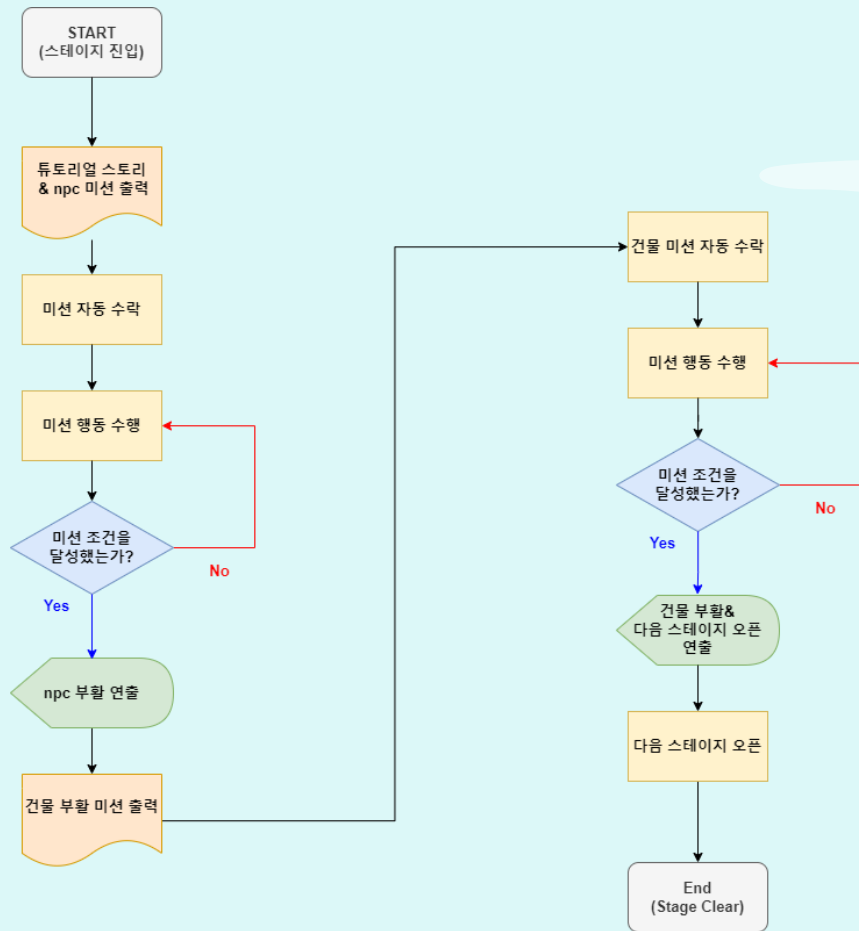 START
(스테이지 진입)
튜토리얼 스토리
& npc 미션 출력
미션 자동 수락
미션 행동 수행
미션 조건을
달성했는가?
No
Yes
npc 부활 연출
건물 부활 미션 출력
건물 미션 자동 수락
미션 행동 수행
미션 조건을
달성했는가?
No
Yes
건물 부활&
다음 스테이지 오픈
연출
다음 스테이지 오픈
End
(Stage Clear)